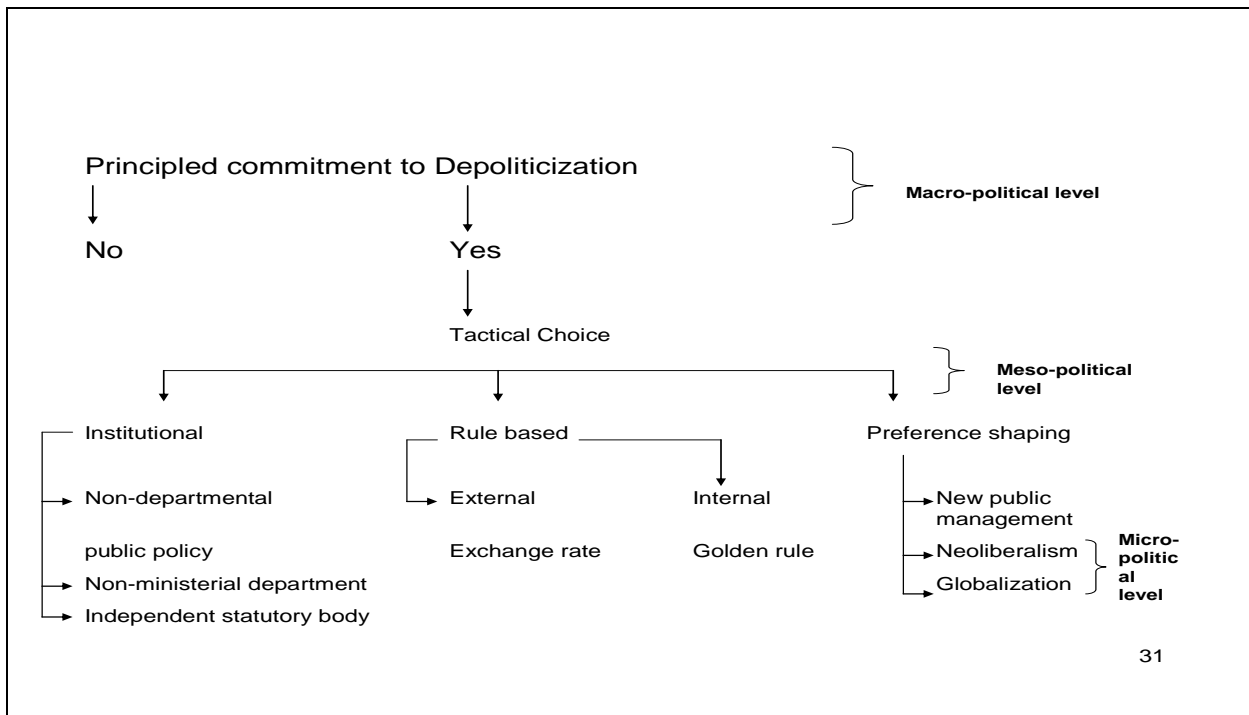 Principled commitment to Depoliticization
Macro-political level
No
Yes
Tactical Choice
Meso-political
level
Institutional
Rule based
Preference shaping
Non-departmental
External
Internal
New public
management
public policy
Exchange rate
Golden rule
Neoliberalism
Non-ministerial department
Globalization
Independent statutory body
Micro-
politic
al
level
31